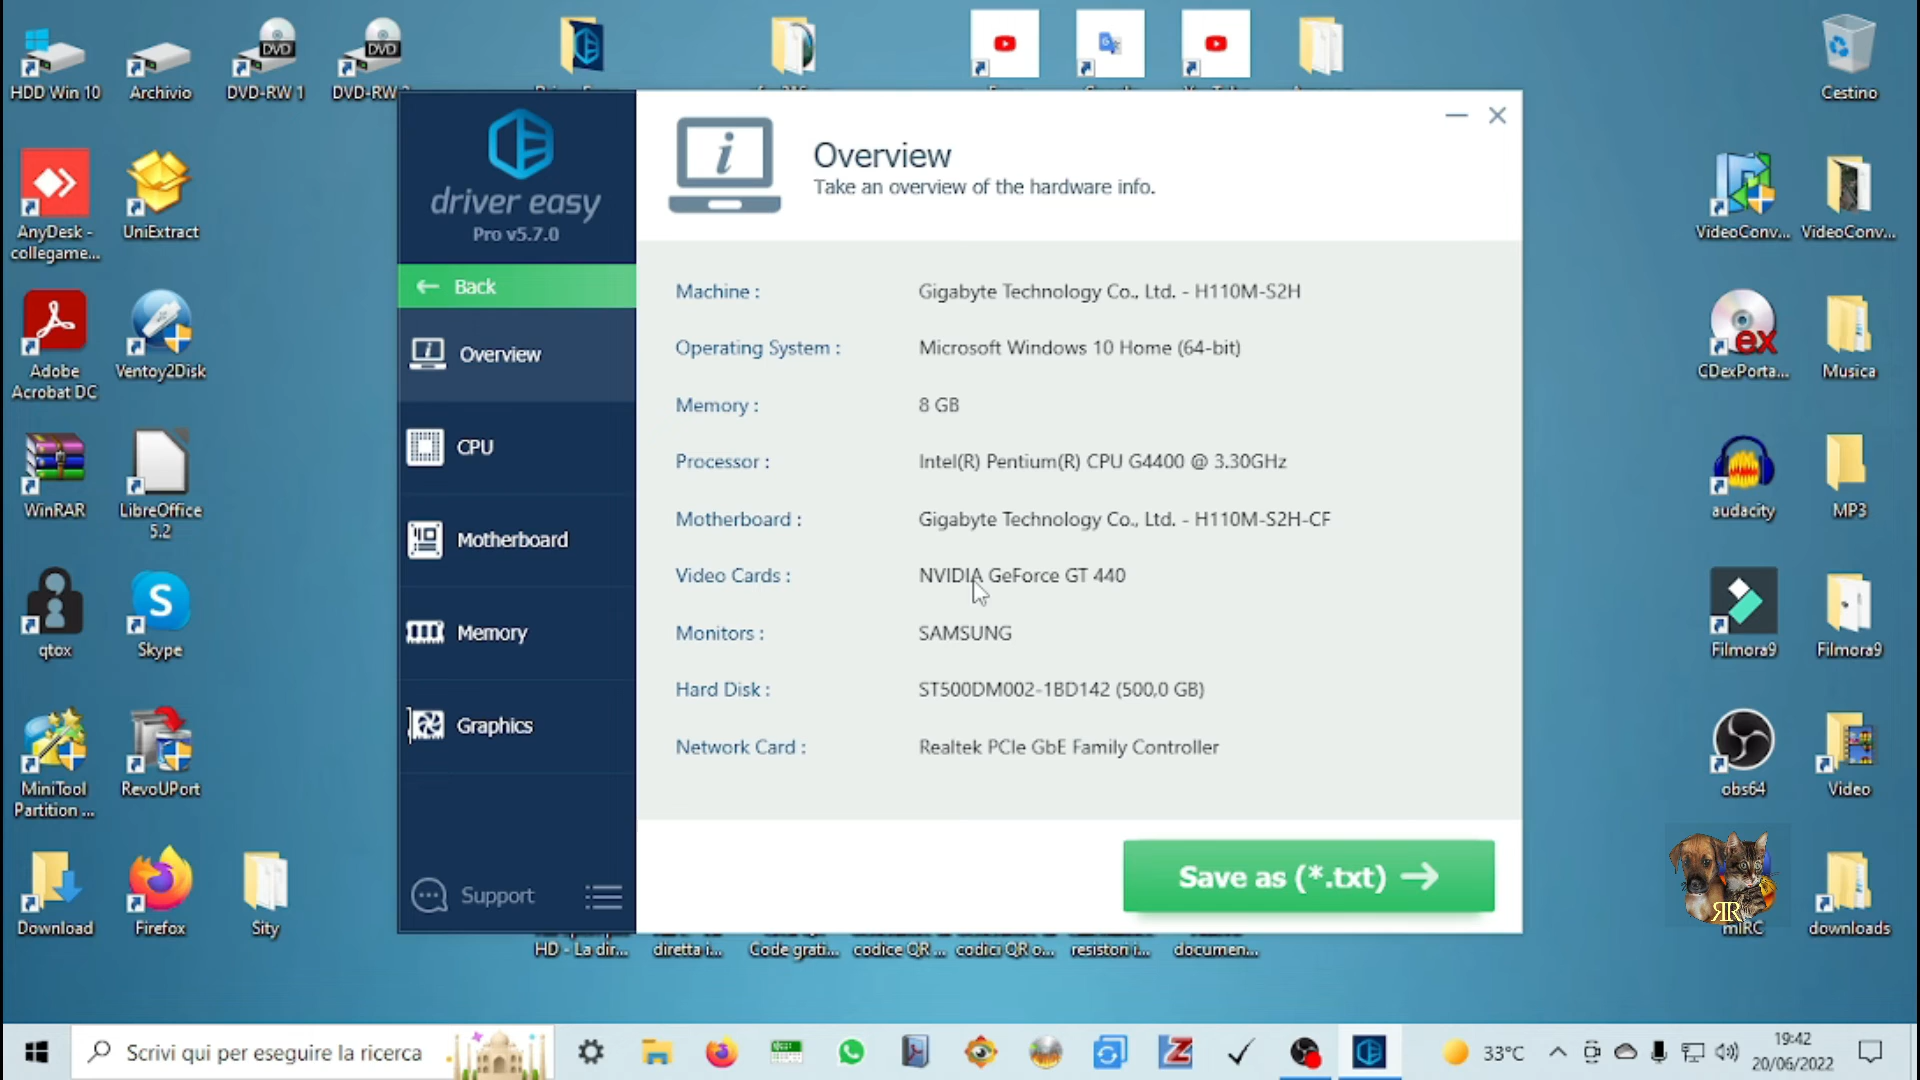 HDD Win 10
Archivio
DVD-RW 1
DVD-RW
Cestino
AnyDesk -
collegame...
UniExtract
VideoConv...
VideoConv...
Adobe
Acrobat DC
Ventoy2Disk
CDexPorta...
Musica
WinRAR
LibreOffice
5.2
audacity
MP3
qtox
Skype
Filmora9
Filmora9
MiniTool
Partition ...
RevoUPort
obs64
Video
Download
Firefox
Sity
mIRC
downloads
DVD
DVD
ex
RR
driver easy
Pro v5.7.0
Back
Overview
CPU
Motherboard
Memory
Graphics
Support
Overview
Take an overview of the hardware info.
Machine : Gigabyte Technology Co., Ltd. - H110M-S2H
Operating System : Microsoft Windows 10 Home (64-bit)
Memory : 8 GB
Processor : Intel(R) Pentium(R) CPU G4400 @ 3.30GHz
Motherboard : Gigabyte Technology Co., Ltd. - H110M-S2H-CF
Video Cards : NVIDIA GeForce GT 440
Monitors : SAMSUNG
Hard Disk : ST500DM002-1BD142 (500,0 GB)
Network Card : Realtek PCIe GbE Family Controller
Save as (*.txt)
HD - La dir...
diretta i...
Code grati...
codice QR ...
codici QR o...
resistori i...
documen...
Scrivi qui per eseguire la ricerca
33°C
19:42
20/06/2022